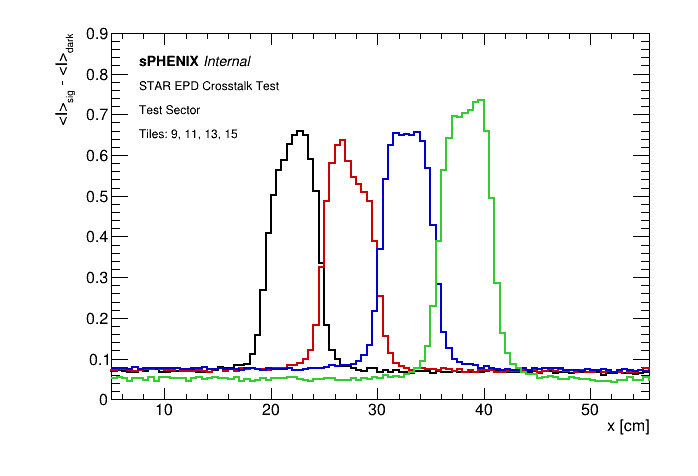 0.9
0.8
0.7
0.6
0.5
0.4
0.3
0.2
0.1
0
<I>sig - <I>dark
sPHENIX Internal
STAR EPD Crosstalk Test
Test Sector
Tiles: 9, 11, 13, 15
10 20 30 40 50
x [cm]